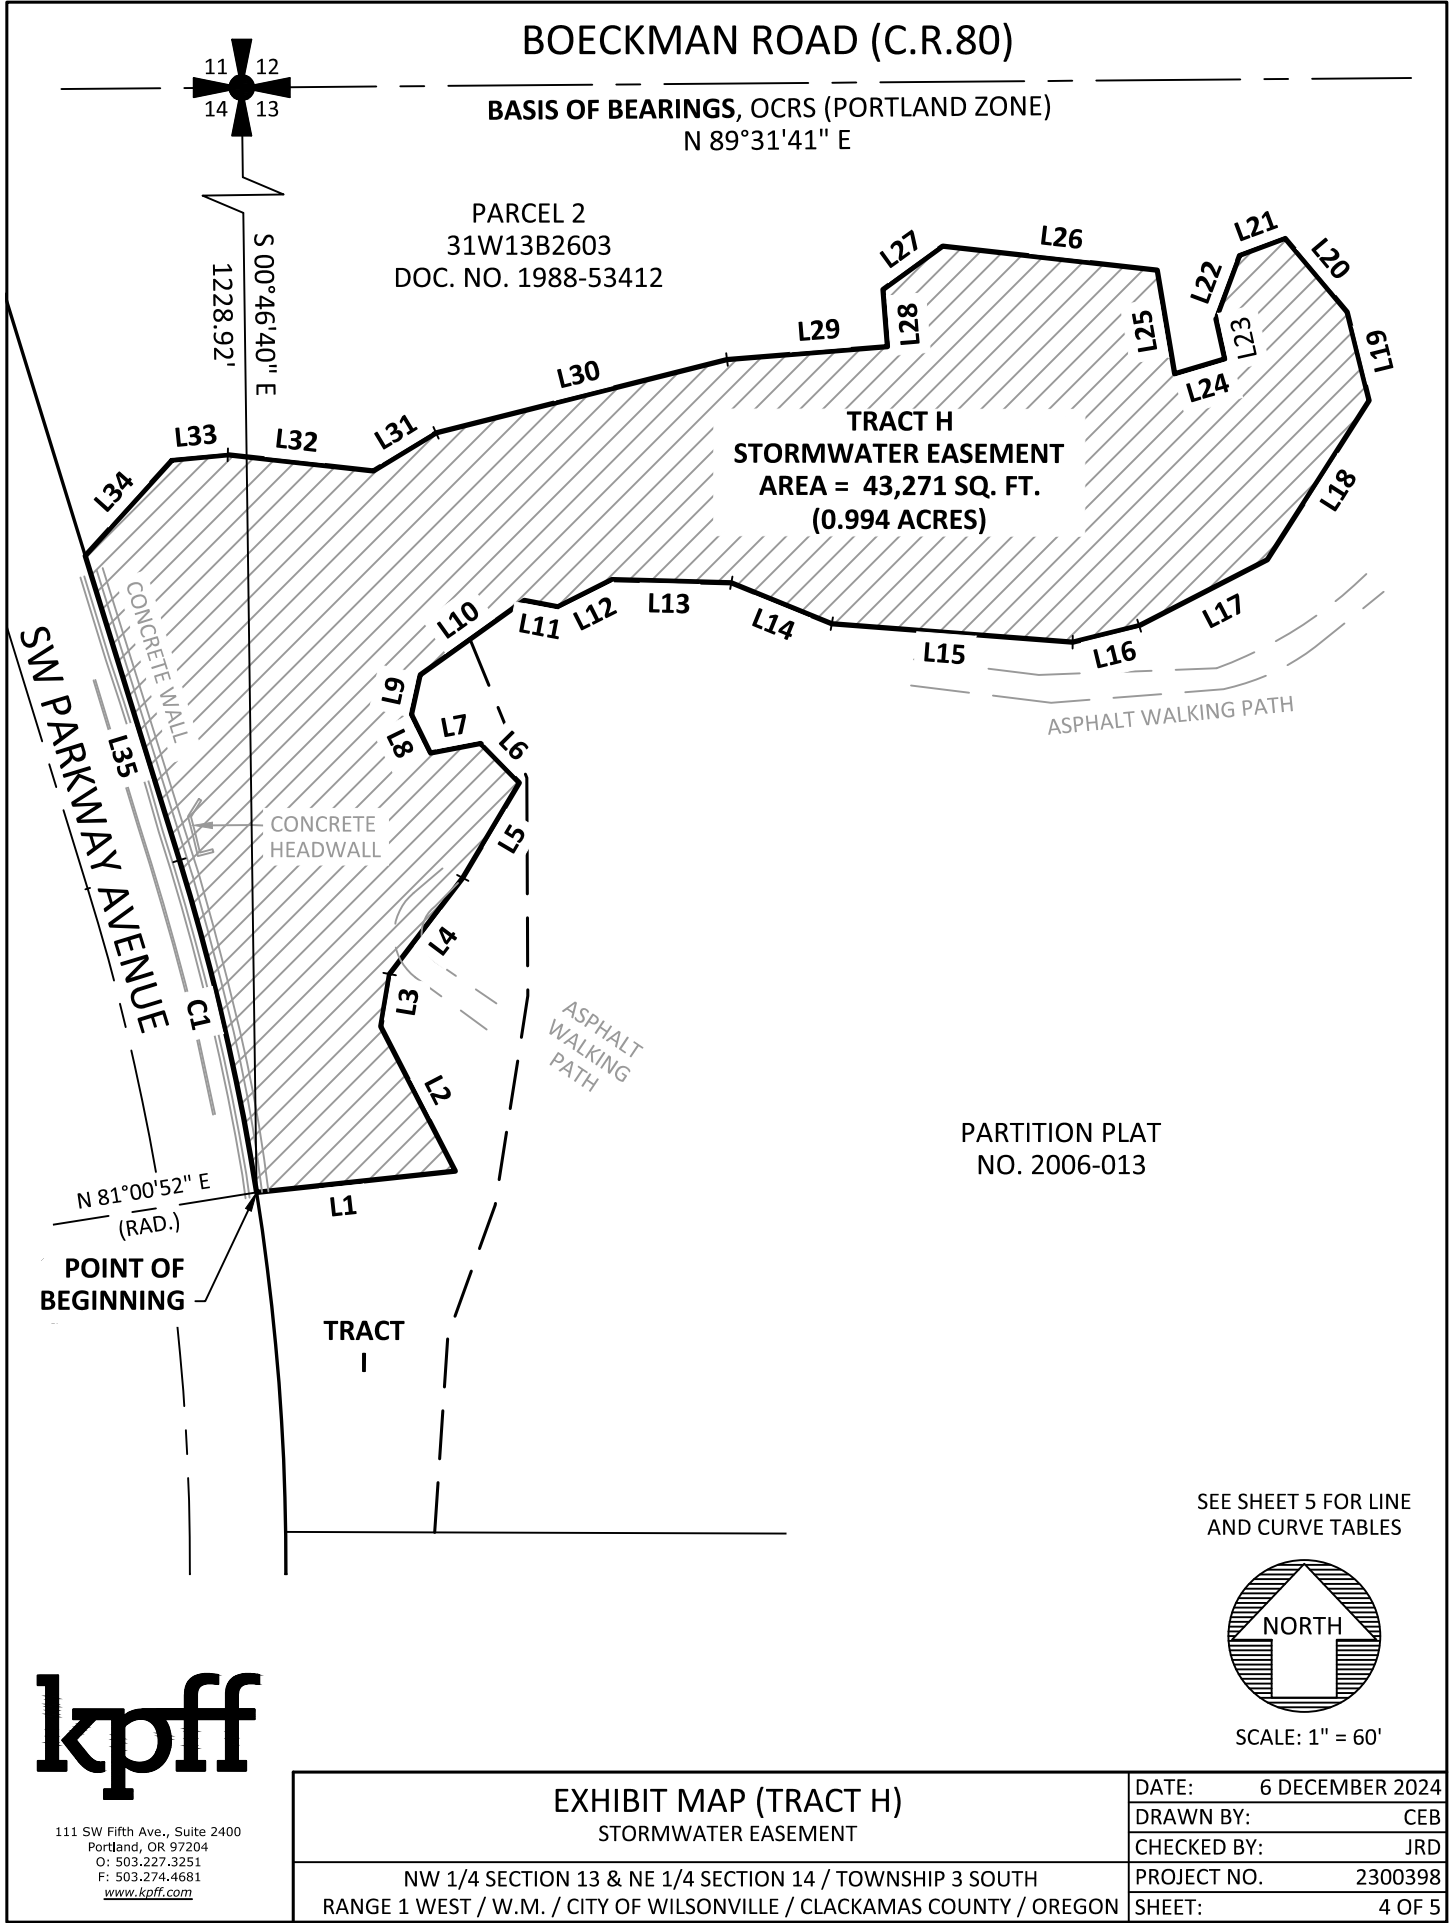 BOECKMAN ROAD (C.R.80)
11 12
14 13
BASIS OF BEARINGS, OCRS (PORTLAND ZONE)
N 89°31'41" E
PARCEL 2
31W13B2603
DOC. NO. 1988-53412
S 00°46'40" E
1228.92'
L21
L20
L19
L22
L23
L24
L25
L26
L27
L28
L29
L30
L31
L32
L33
L34
TRACT H
STORMWATER EASEMENT
AREA = 43,271 SQ. FT.
(0.994 ACRES)
L18
L17
L16
L15
L14
L13
L12
L11
L10
L9
L8
L7
L6
L5
L4
L3
L2
L1
ASPHALT WALKING PATH
CONCRETE WALL
L35
SW PARKWAY AVENUE
CONCRETE
HEADWALL
C1
ASPHALT
WALKING
PATH
PARTITION PLAT
NO. 2006-013
N 81°00'52" E
(RAD.)
POINT OF
BEGINNING
TRACT
I
SEE SHEET 5 FOR LINE
AND CURVE TABLES
NORTH
SCALE: 1" = 60'
kpff
111 SW Fifth Ave., Suite 2400
Portland, OR 97204
O: 503.227.3251
F: 503.274.4681
www.kpff.com
EXHIBIT MAP (TRACT H)
STORMWATER EASEMENT
NW 1/4 SECTION 13 & NE 1/4 SECTION 14 / TOWNSHIP 3 SOUTH
RANGE 1 WEST / W.M. / CITY OF WILSONVILLE / CLACKAMAS COUNTY / OREGON
DATE: 6 DECEMBER 2024
DRAWN BY: CEB
CHECKED BY: JRD
PROJECT NO. 2300398
SHEET: 4 OF 5